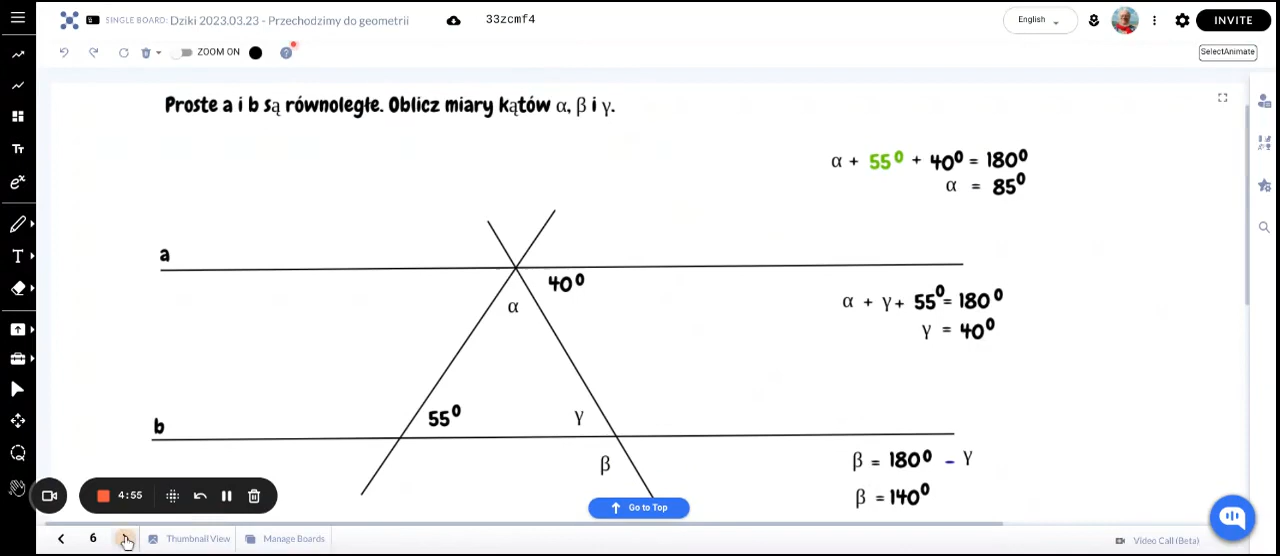 SINGLE BOARD: Dziki 2023.03.23 - Przechodzimy do geometrii
33zcmf4
English
INVITE
ZOOM ON
SelectAnimate
Proste a i b są równoległe. Oblicz miary kątów α, β i γ.
α + 55⁰ + 40⁰ = 180⁰
α = 85⁰
a
40⁰
α
α + γ + 55⁰ = 180⁰
γ = 40⁰
55⁰
γ
b
β
β = 180⁰ - γ
β = 140⁰
4:55
Go to Top
6
Thumbnail View
Manage Boards
Video Call (Beta)